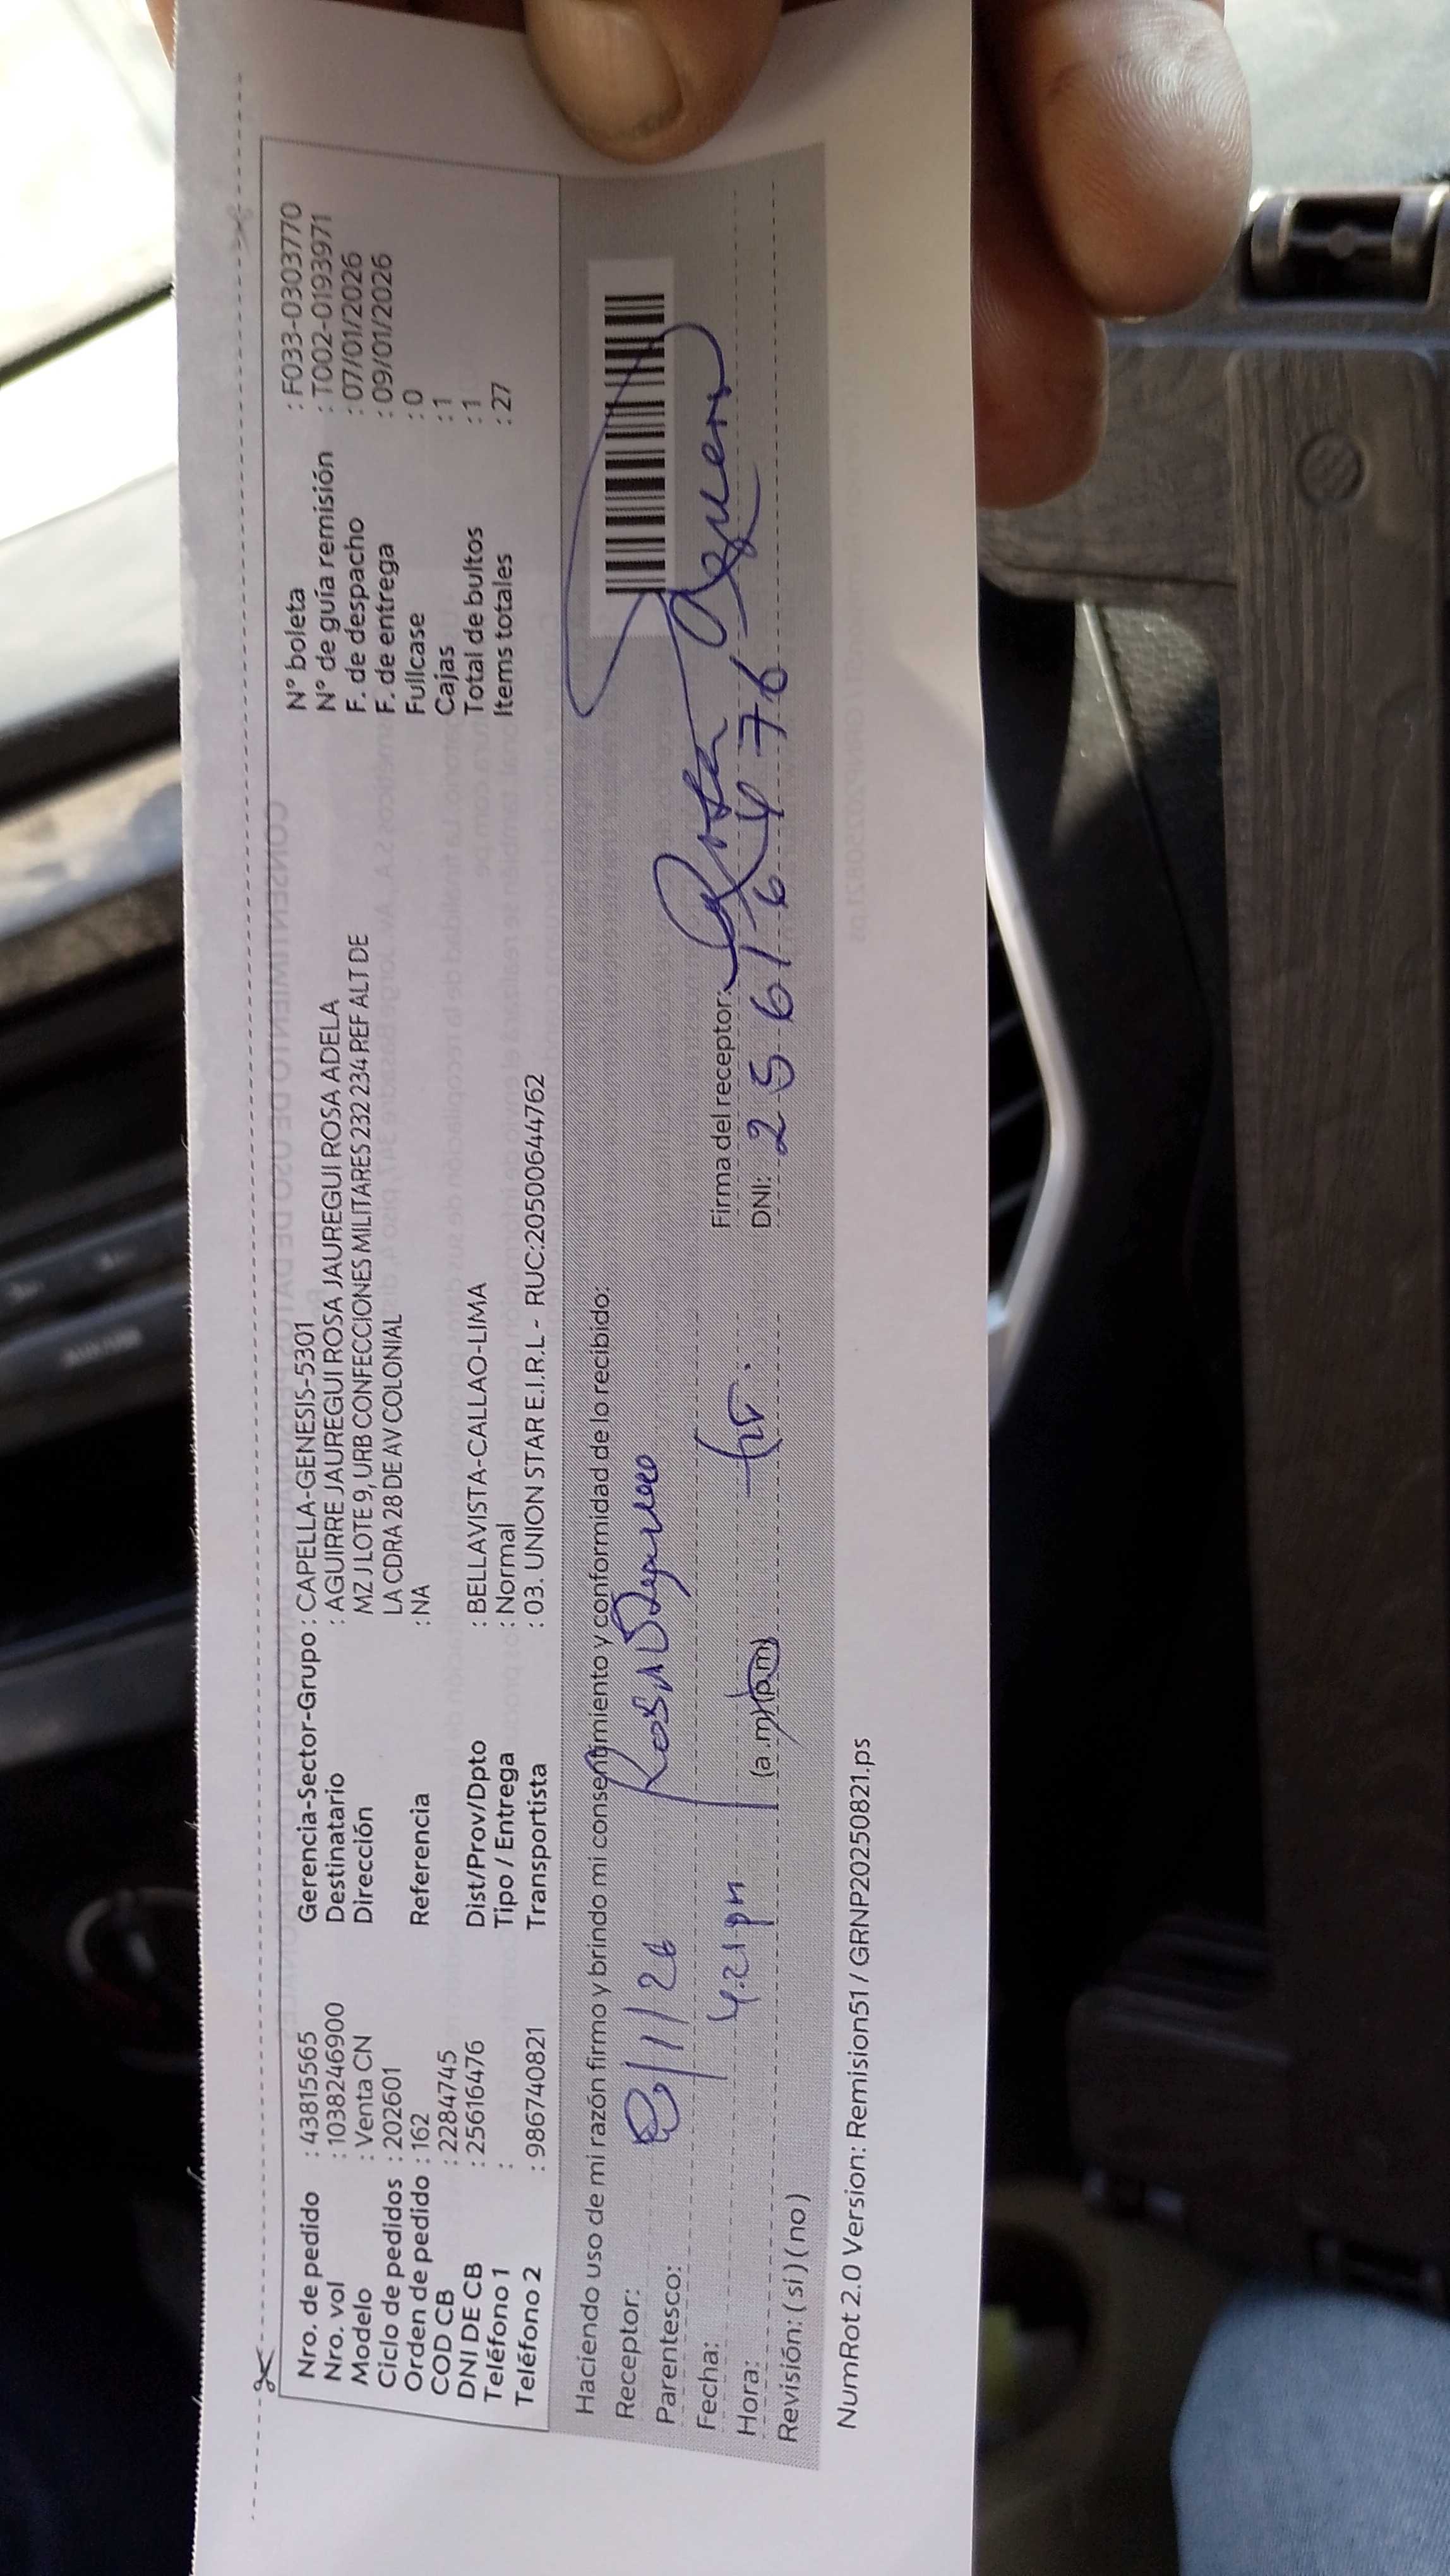 Nro. de pedido : 43815565
Nro. vol : 1038246900
Modelo : Venta CN
Ciclo de pedidos : 202601
Orden de pedido : 162
COD CB : 2284745
DNI DE CB : 25616476
Teléfono 1 :
Teléfono 2 : 986740821
Gerencia-Sector-Grupo : CAPELLA-GENESIS-5301
Destinatario : AGUIRRE JAUREGUI ROSA JAUREGUI ROSA ADELA
Dirección MZ J LOTE 9, URB CONFECCIONES MILITARES 232 234 REF ALT DE
LA CDRA 28 DE AV COLONIAL
Referencia : NA
Dist/Prov/Dpto : BELLAVISTA-CALLAO-LIMA
Tipo / Entrega : Normal
Transportista : 03. UNION STAR E.I.R.L - RUC:20500644762
N° boleta : F033-0303770
N° de guía remisión : T002-0193971
F. de despacho : 07/01/2026
F. de entrega : 09/01/2026
Fullcase : 0
Cajas : 1
Total de bultos : 1
Items totales : 27
Haciendo uso de mi razón firmo y brindo mi consentimiento y conformidad de lo recibido:
Receptor: Rosa
Parentesco:
Fecha: /1/26
Hora: 4:21 pm (a.m) (p.m)
Revisión: (si) (no)
Firma del receptor: Rosa
DNI: 25616476
NumRot 2.0 Version: Remision51 / GRNP20250821.ps